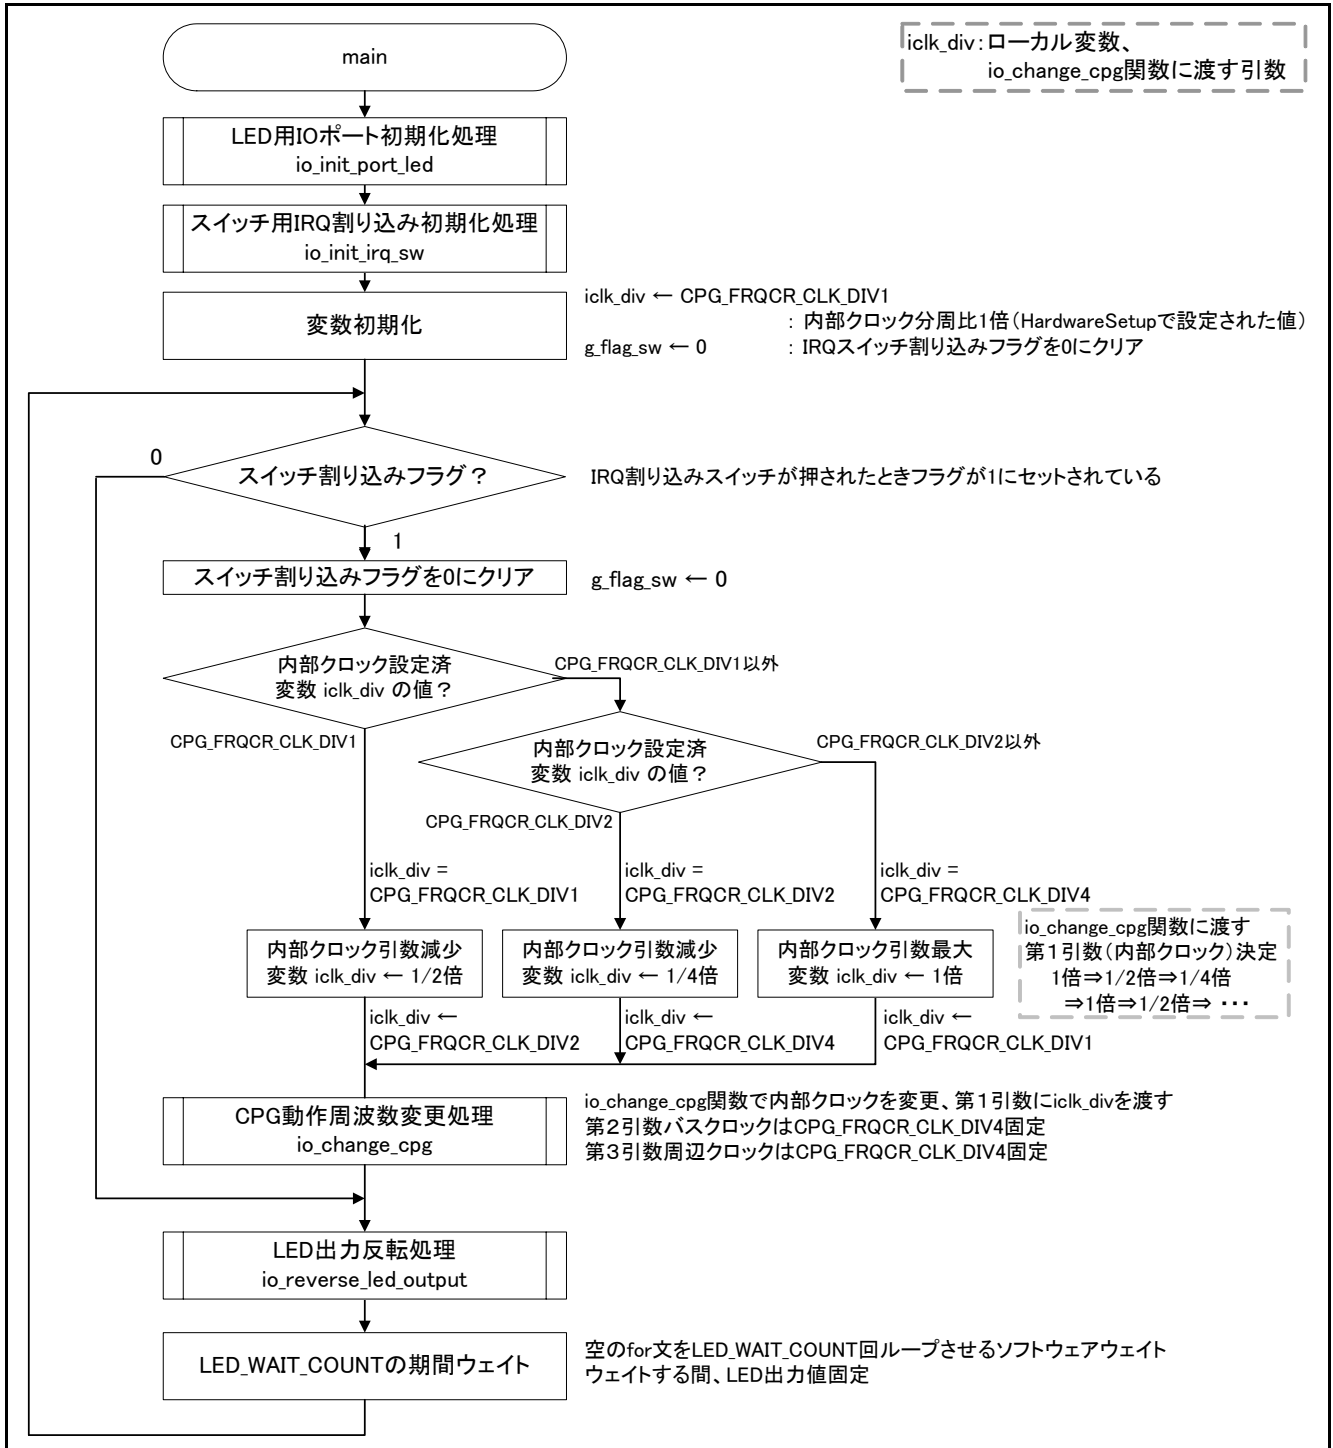 main
iclk_div：ローカル変数、
io_change_cpg関数に渡す引数
LED用IOポート初期化処理
io_init_port_led
スイッチ用IRQ割り込み初期化処理
io_init_irq_sw
変数初期化
iclk_div ← CPG_FRQCR_CLK_DIV1
： 内部クロック分周比1倍（HardwareSetupで設定された値）
g_flag_sw ← 0 ： IRQスイッチ割り込みフラグを0にクリア
0
スイッチ割り込みフラグ？
IRQ割り込みスイッチが押されたときフラグが1にセットされている
1
スイッチ割り込みフラグを0にクリア
g_flag_sw ← 0
内部クロック設定済
変数 iclk_div の値？
CPG_FRQCR_CLK_DIV1以外
CPG_FRQCR_CLK_DIV1
内部クロック設定済
変数 iclk_div の値？
CPG_FRQCR_CLK_DIV2以外
CPG_FRQCR_CLK_DIV2
iclk_div =
CPG_FRQCR_CLK_DIV1
iclk_div =
CPG_FRQCR_CLK_DIV2
iclk_div =
CPG_FRQCR_CLK_DIV4
内部クロック引数減少
変数 iclk_div ← 1/2倍
内部クロック引数減少
変数 iclk_div ← 1/4倍
内部クロック引数最大
変数 iclk_div ← 1倍
io_change_cpg関数に渡す
第１引数（内部クロック）決定
1倍⇒1/2倍⇒1/4倍
⇒1倍⇒1/2倍⇒ ・・・
iclk_div ←
CPG_FRQCR_CLK_DIV2
iclk_div ←
CPG_FRQCR_CLK_DIV4
iclk_div ←
CPG_FRQCR_CLK_DIV1
CPG動作周波数変更処理
io_change_cpg
io_change_cpg関数で内部クロックを変更、第１引数にiclk_divを渡す
第２引数バスクロックはCPG_FRQCR_CLK_DIV4固定
第３引数周辺クロックはCPG_FRQCR_CLK_DIV4固定
LED出力反転処理
io_reverse_led_output
LED_WAIT_COUNTの期間ウェイト
空のfor文をLED_WAIT_COUNT回ループさせるソフトウェアウェイト
ウェイトする間、LED出力値固定